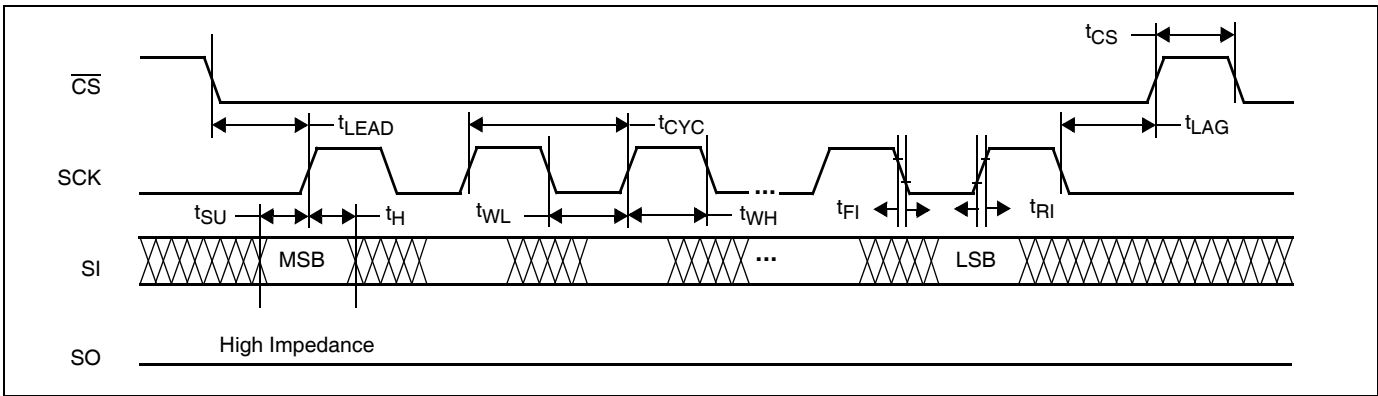 tCS
CS
tLEAD
tCYC
tLAG
SCK
...
tSU
tH
tWL
tWH
tFI
tRI
SI
MSB
...
LSB
High Impedance
SO